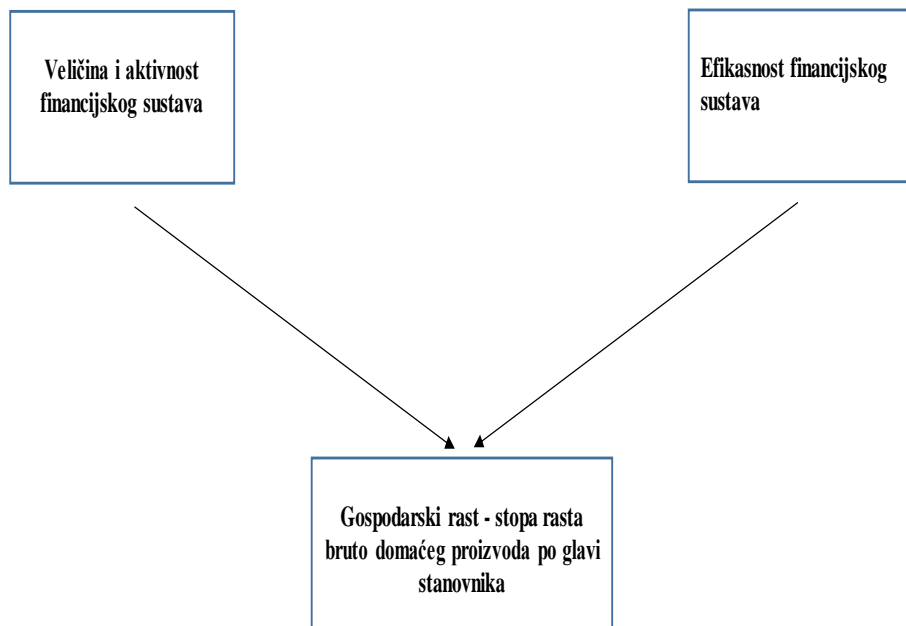 Veličina i aktivnost
financijskog sustava
Efikasnost financijskog
sustava
Gospodarski rast - stopa rasta
bruto domaćeg proizvoda po glavi
stanovnika